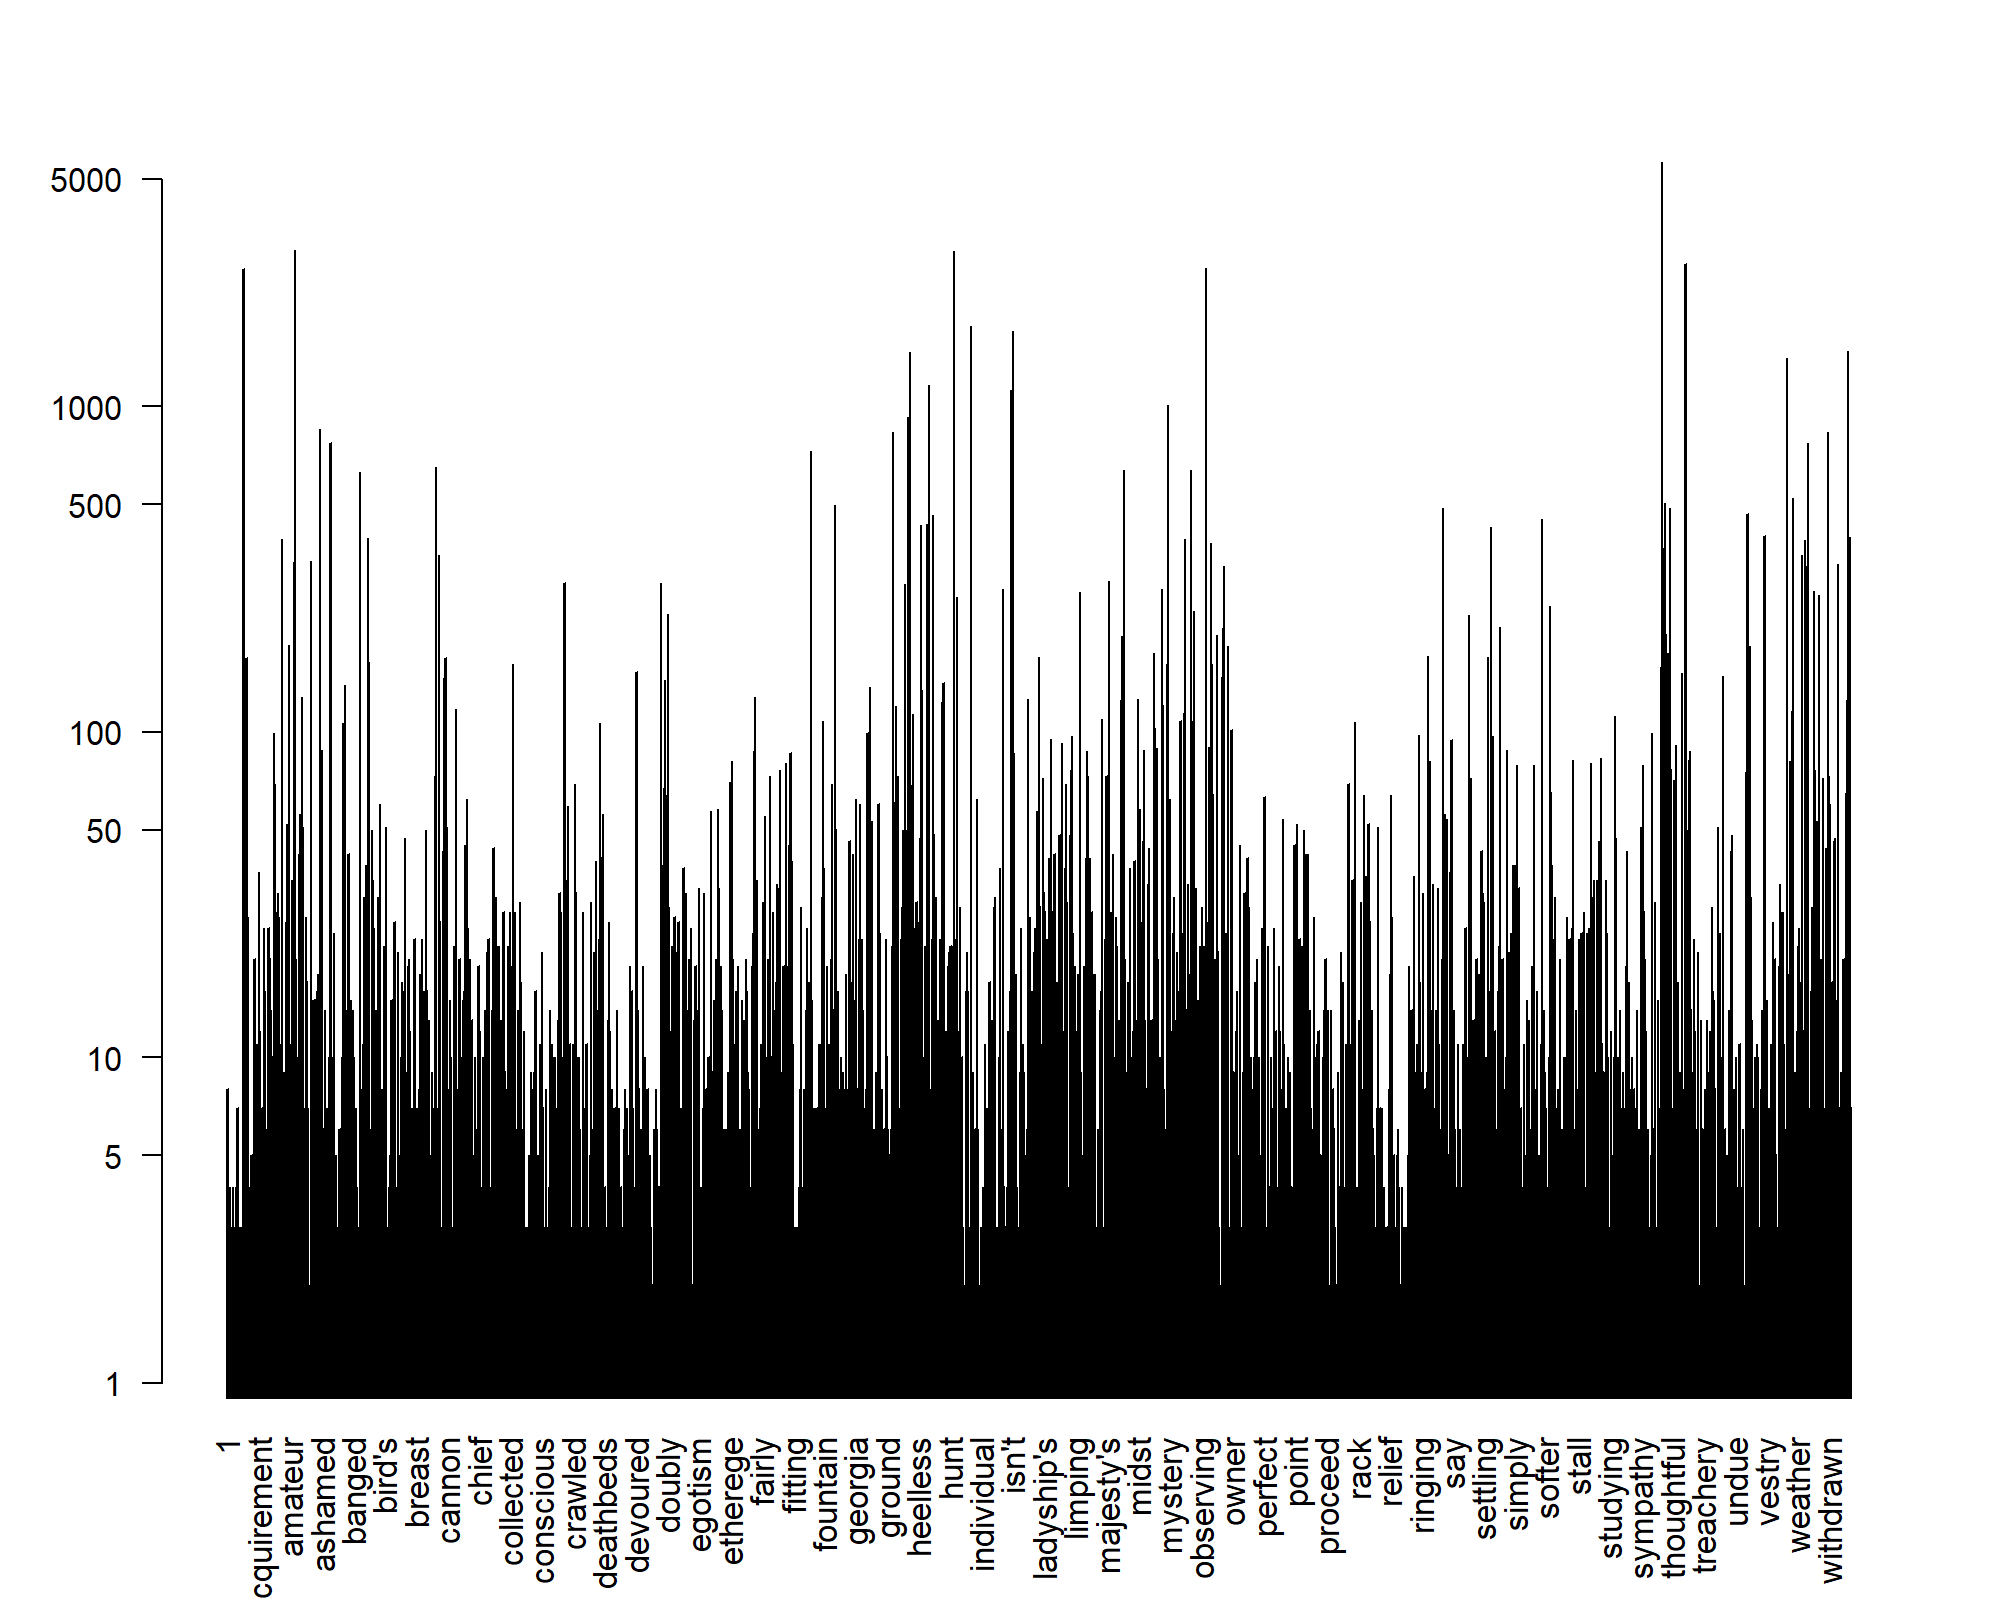 5000
1000
500
100
50
10
5
1
1
cquirement
amateur
ashamed
banged
bird's
breast
cannon
chief
collected
conscious
crawled
deathbeds
devoured
doubly
egotism
etherege
fairly
fitting
fountain
georgia
ground
heelless
hunt
individual
isn't
ladyship's
limping
majesty's
midst
mystery
observing
owner
perfect
point
proceed
rack
relief
ringing
say
settling
simply
softer
stall
studying
sympathy
thoughtful
treachery
undue
vestry
weather
withdrawn